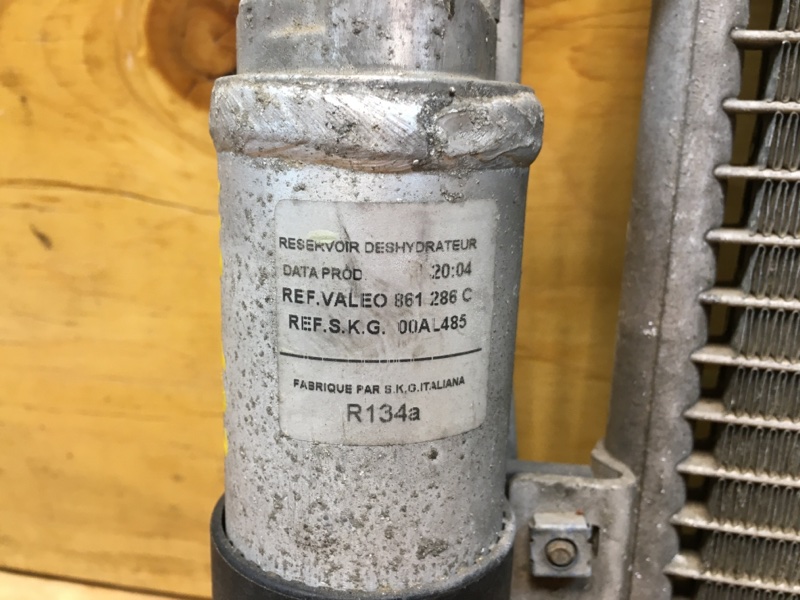 RESERVOIR DESHYDRATEUR
DATA PROD. 20:04
REF.VALEO 861 286 C
REF.S.K.G. 00AL485
FABRIQUE PAR S.K.G.ITALIANA
R134a